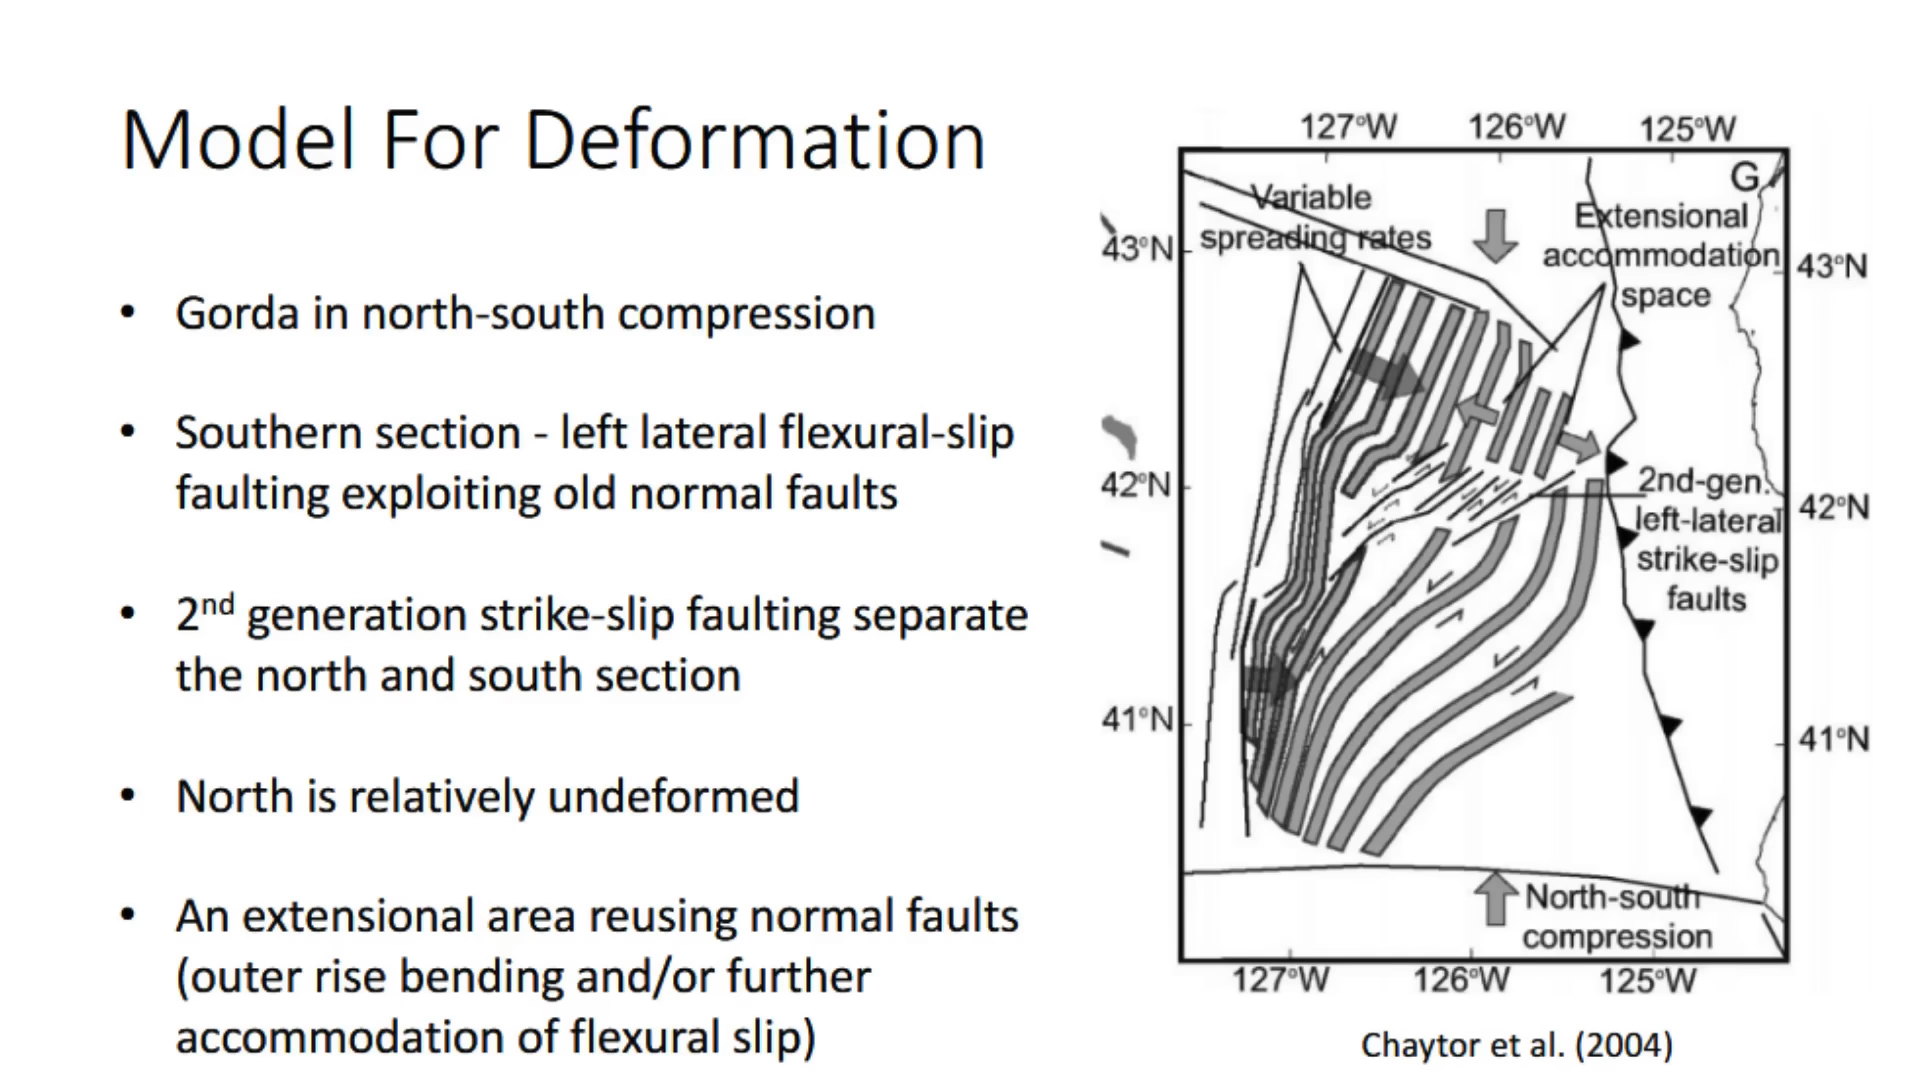 Model For Deformation
• Gorda in north-south compression
• Southern section - left lateral flexural-slip
faulting exploiting old normal faults
• 2nd generation strike-slip faulting separate
the north and south section
• North is relatively undeformed
• An extensional area reusing normal faults
(outer rise bending and/or further
accommodation of flexural slip)
127°W 126°W 125°W
G
Variable
spreading rates
Extensional
accommodation
space
43°N 43°N
42°N 42°N
2nd-gen.
left-lateral
strike-slip
faults
41°N 41°N
North-south
compression
127°W 126°W 125°W
Chaytor et al. (2004)